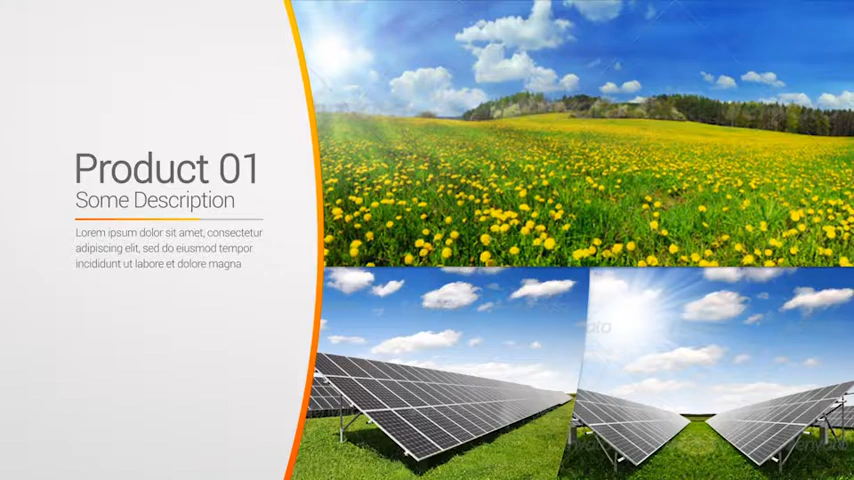 Product 01
Some Description
Lorem ipsum dolor sit amet, consectetur
adipiscing elit, sed do eiusmod tempor
incididunt ut labore et dolore magna